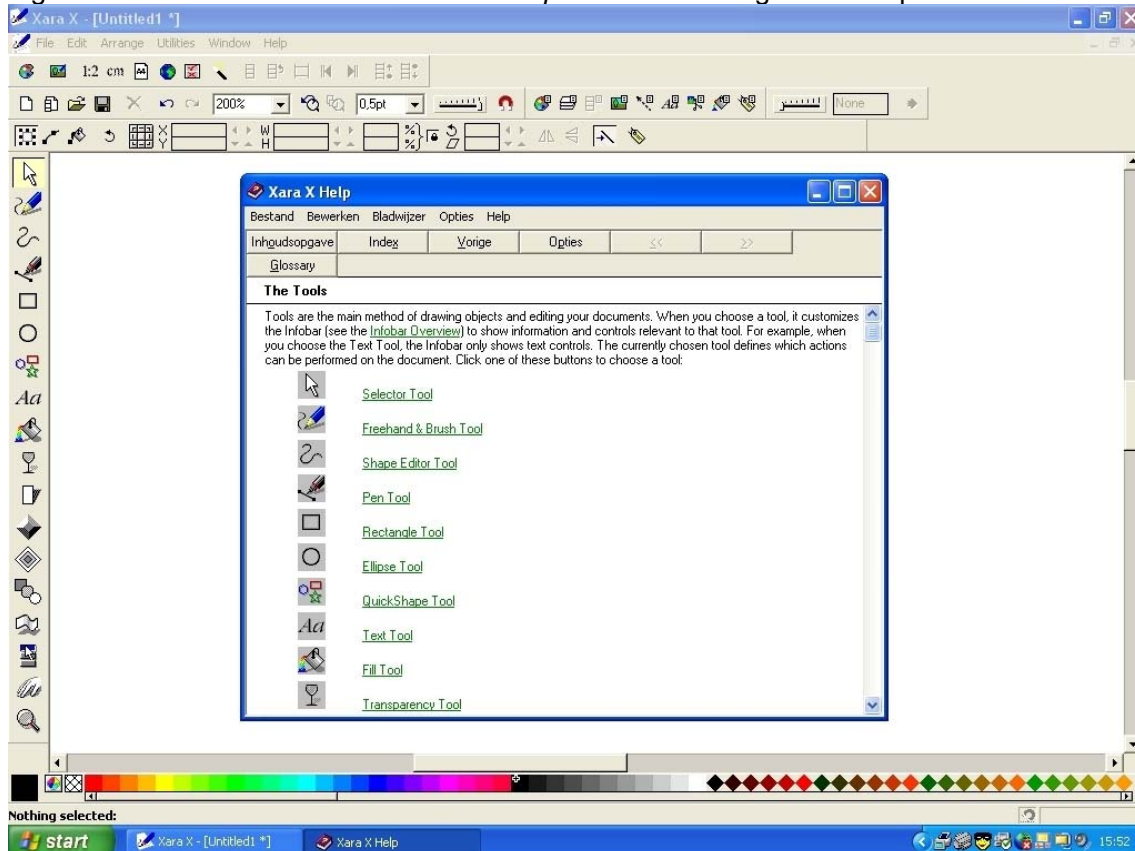 Xara X - [Untitled1 *]
File Edit Arrange Utilities Window Help
1:2 cm
200% 0,5pt None
X
Y
W
H
%
%
Xara X Help
Bestand Bewerken Bladwijzer Opties Help
Inhoudsopgave Index Vorige Opties << >>
Glossary
The Tools
Tools are the main method of drawing objects and editing your documents. When you choose a tool, it customizes
the Infobar (see the Infobar Overview) to show information and controls relevant to that tool. For example, when
you choose the Text Tool, the Infobar only shows text controls. The currently chosen tool defines which actions
can be performed on the document. Click one of these buttons to choose a tool:
Selector Tool
Freehand & Brush Tool
Shape Editor Tool
Pen Tool
Rectangle Tool
Ellipse Tool
QuickShape Tool
Aa Text Tool
Fill Tool
Transparency Tool
Aa
Nothing selected:
start Xara X - [Untitled1 *] Xara X Help 15:52